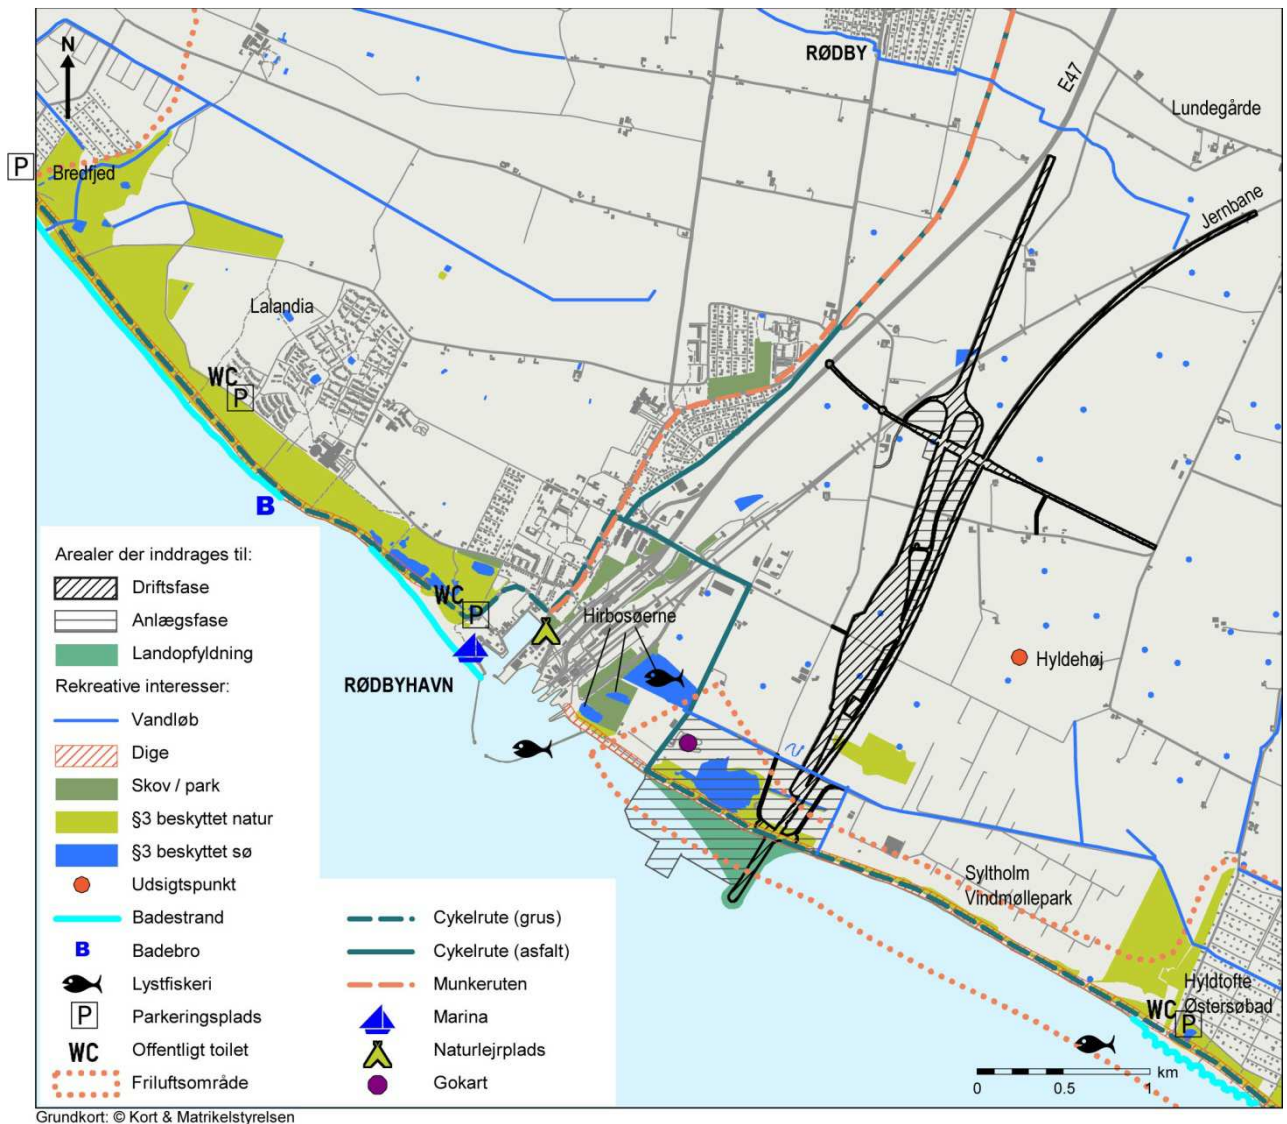 N
RØDBY
E47
Lundegårde
P
Bredfjed
Jernbane
Lalandia
WC
P
B
Hirbosøerne
WC
P
Hyldehøj
RØDBYHAVN
Syltholm
Vindmøllepark
Hyldtofte
Østersøbad
WC
P
Arealer der inddrages til:
Driftsfase
Anlægsfase
Landopfyldning
Rekreative interesser:
Vandløb
Dige
Skov / park
§3 beskyttet natur
§3 beskyttet sø
Udsigtspunkt
Badestrand
B Badebro
Lystfiskeri
P Parkeringsplads
WC Offentligt toilet
Friluftsområde
Cykelrute (grus)
Cykelrute (asfalt)
Munkeruten
Marina
Naturlejrplads
Gokart
km
0 0.5 1
Grundkort: © Kort & Matrikelstyrelsen